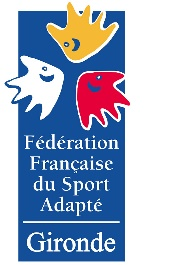 Fédération
Française
du Sport
Adapté
Gironde